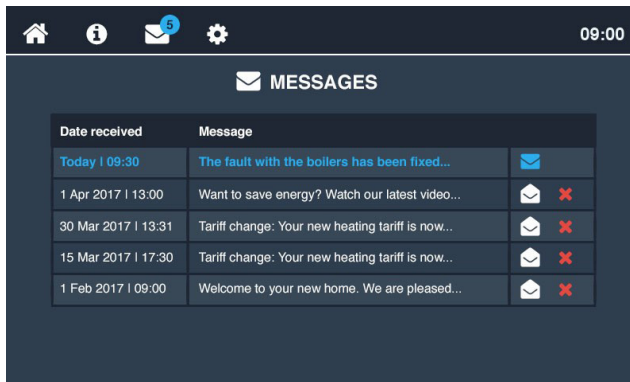 5
09:00
MESSAGES
Date received Message
Today | 09:30 The fault with the boilers has been fixed...
1 Apr 2017 | 13:00 Want to save energy? Watch our latest video...
30 Mar 2017 | 13:31 Tariff change: Your new heating tariff is now...
15 Mar 2017 | 17:30 Tariff change: Your new heating tariff is now...
1 Feb 2017 | 09:00 Welcome to your new home. We are pleased...